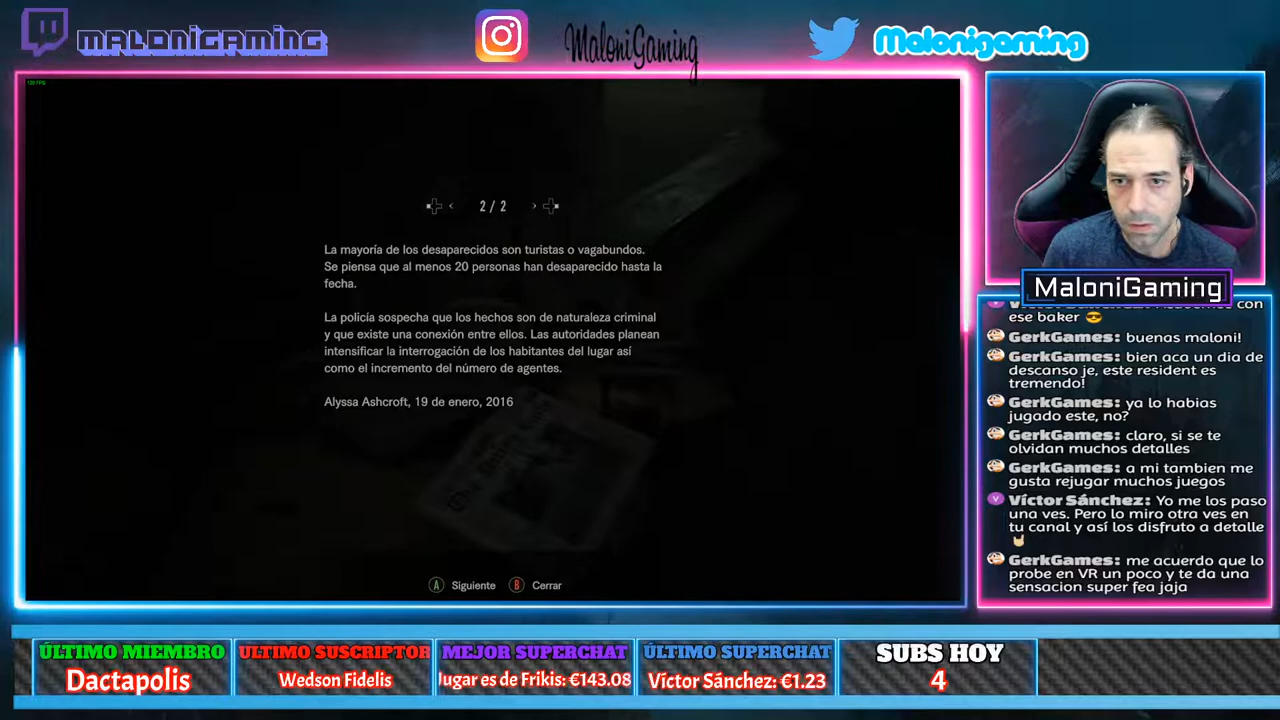 MALONIGAMING
MaloniGaming
Malonigaming
2 / 2
La mayoría de los desaparecidos son turistas o vagabundos.
Se piensa que al menos 20 personas han desaparecido hasta la
fecha.
La policía sospecha que los hechos son de naturaleza criminal
y que existe una conexión entre ellos. Las autoridades planean
intensificar la interrogación de los habitantes del lugar así
como el incremento del número de agentes.
Alyssa Ashcroft, 19 de enero, 2016
A Siguiente B Cerrar
MaloniGaming
con
ese baker 😎
GerkGames: buenas maloni!
GerkGames: bien aca un dia de
descanso je, este resident es
tremendo!
GerkGames: ya lo habias
jugado este, no?
GerkGames: claro, si se te
olvidan muchos detalles
GerkGames: a mi tambien me
gusta rejugar muchos juegos
Víctor Sánchez: Yo me los paso
una ves. Pero lo miro otra ves en
tu canal y así los disfruto a detalle
🤘
GerkGames: me acuerdo que lo
probe en VR un poco y te da una
sensacion super fea jaja
ÚLTIMO MIEMBRO
Dactapolis
ULTIMO SUSCRIPTOR
Wedson Fidelis
MEJOR SUPERCHAT
Jugar es de Frikis: €143.08
ÚLTIMO SUPERCHAT
Víctor Sánchez: €1.23
SUBS HOY
4